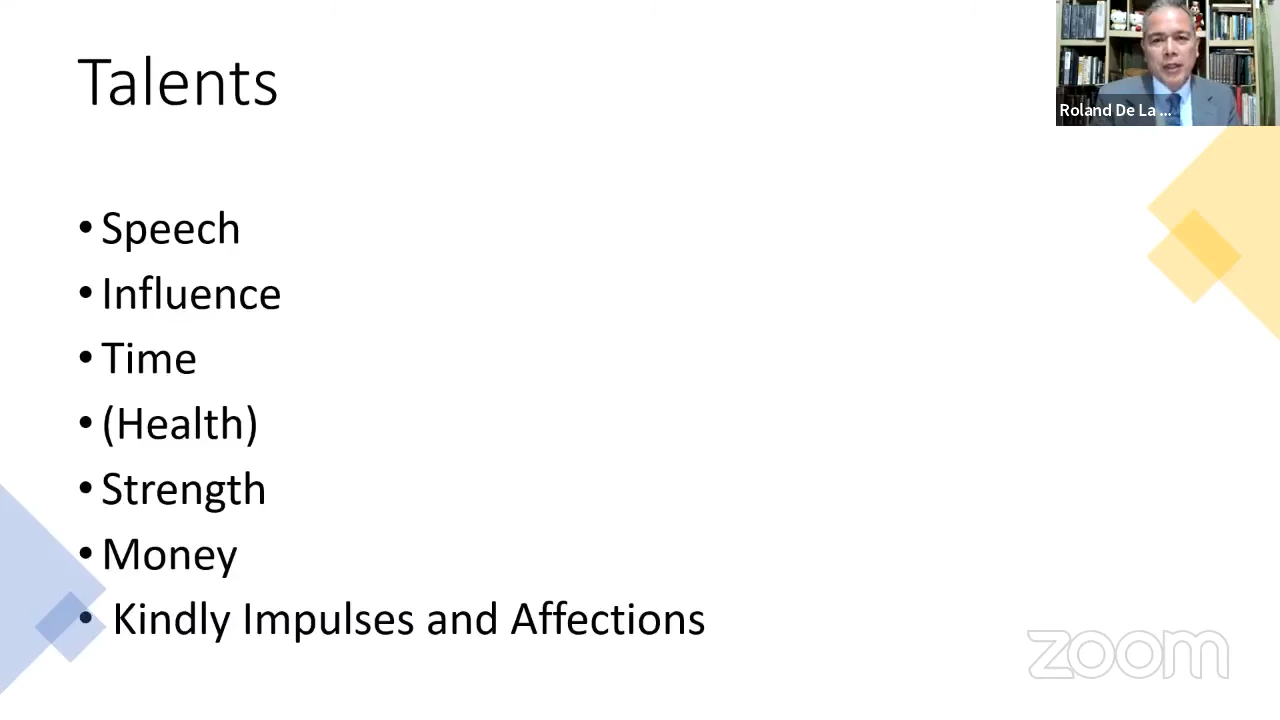 Talents
Roland De La ...
• Speech
• Influence
• Time
• (Health)
• Strength
• Money
• Kindly Impulses and Affections
zoom